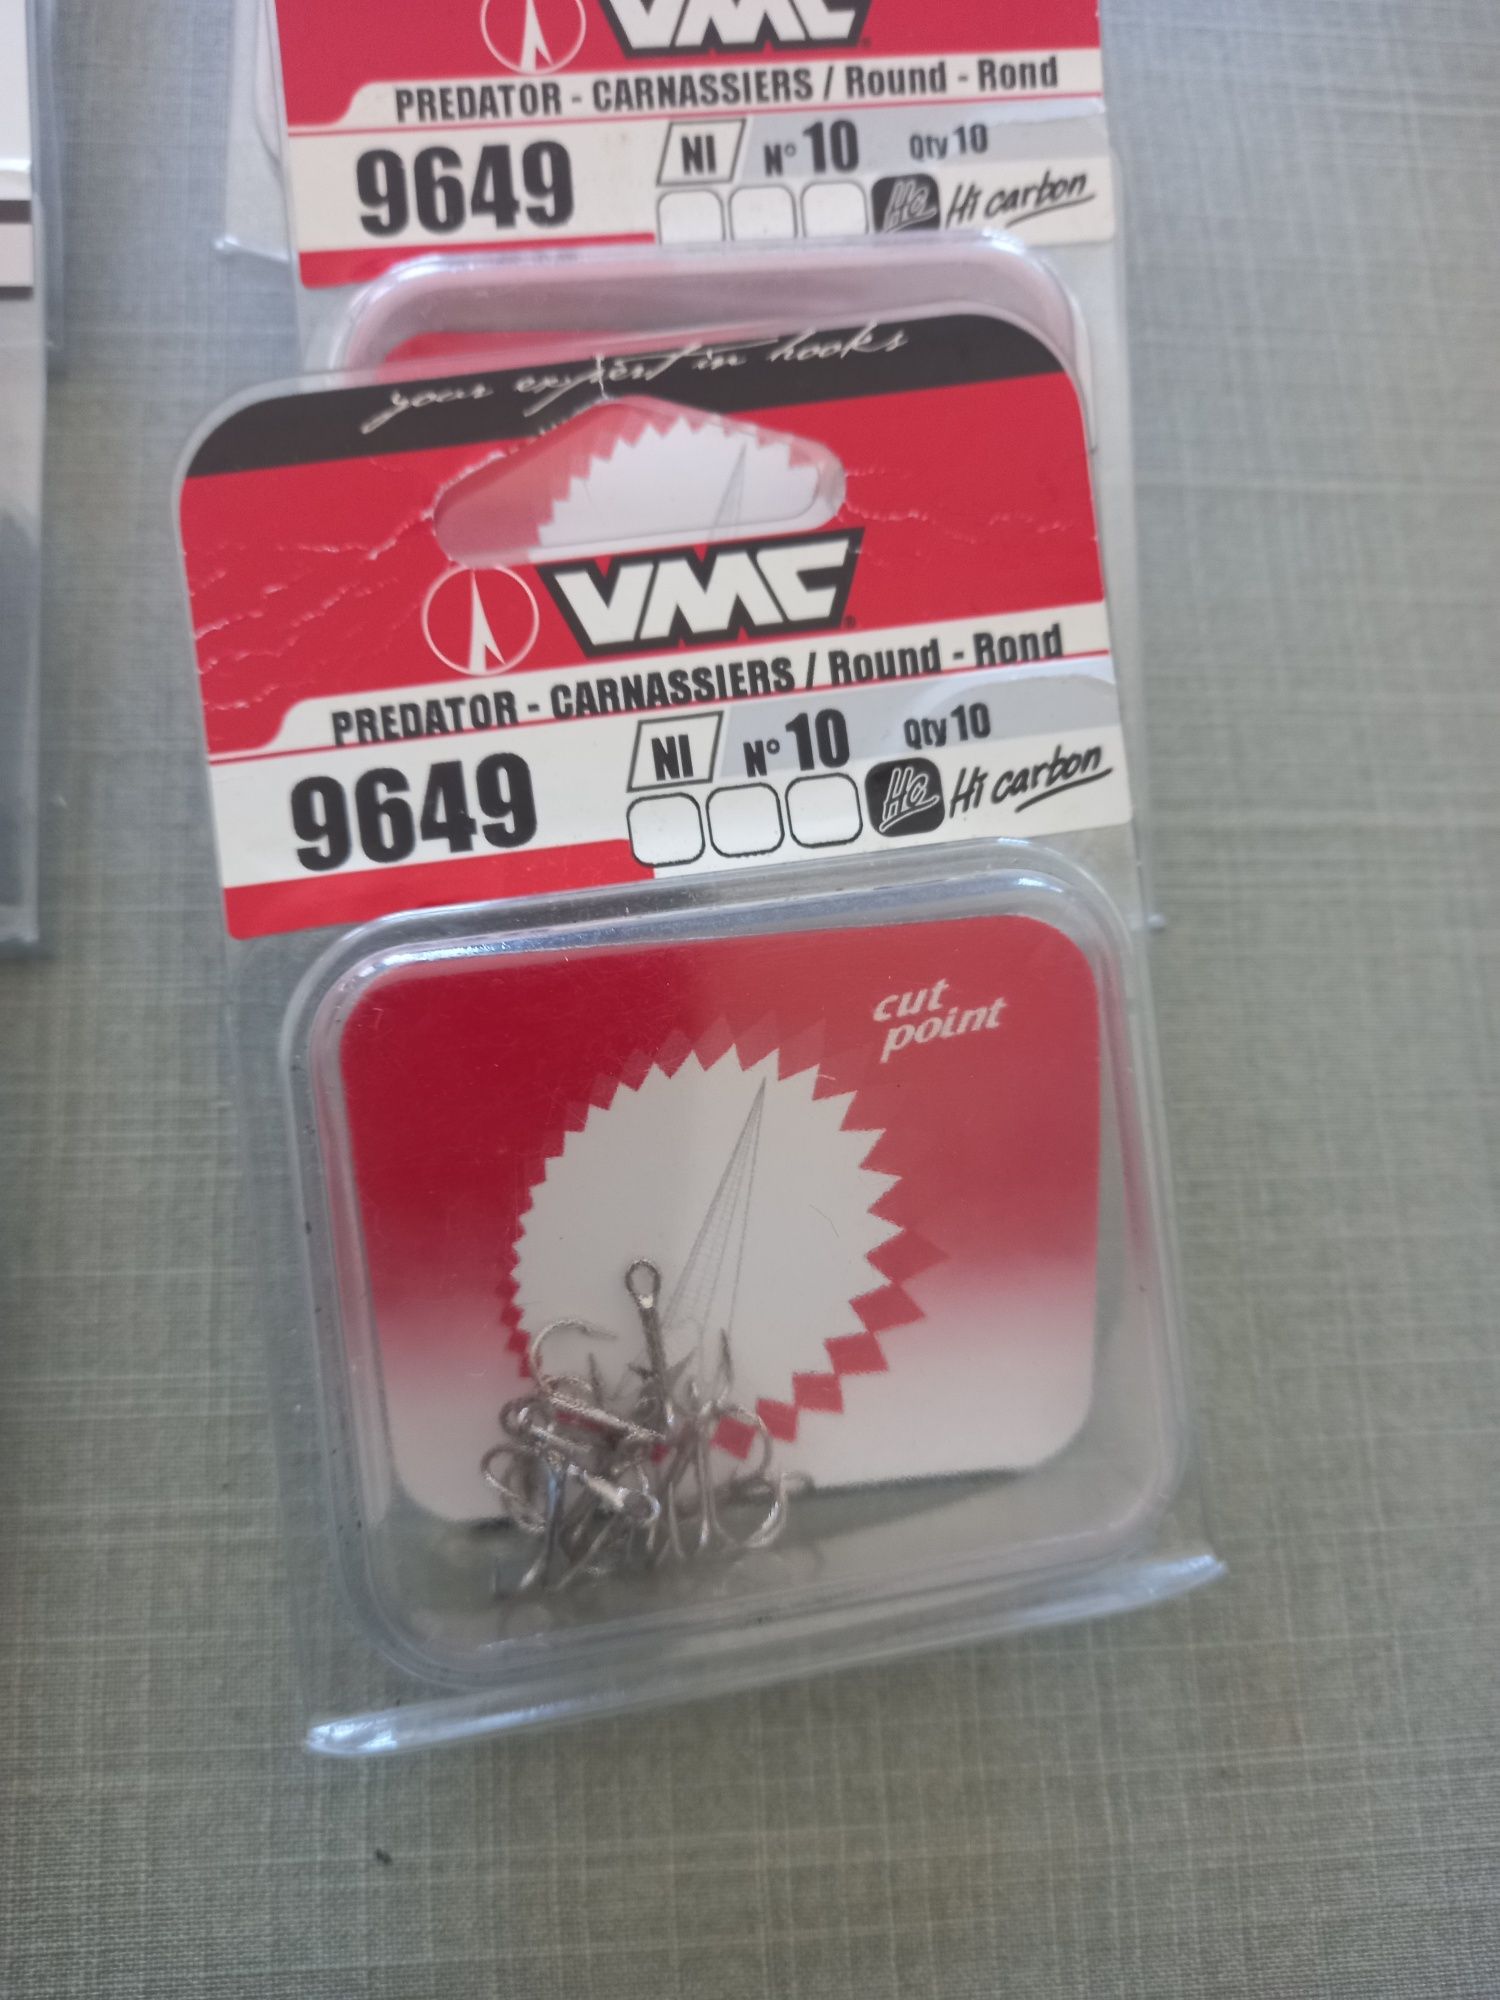 VMC
PREDATOR - CARNASSIERS / Round - Rond
9649 NI N° 10 Qty 10
Hc Hi carbon
your expert in hooks
VMC
PREDATOR - CARNASSIERS / Round - Rond
9649 NI N° 10 Qty 10
Hc Hi carbon
cut
point